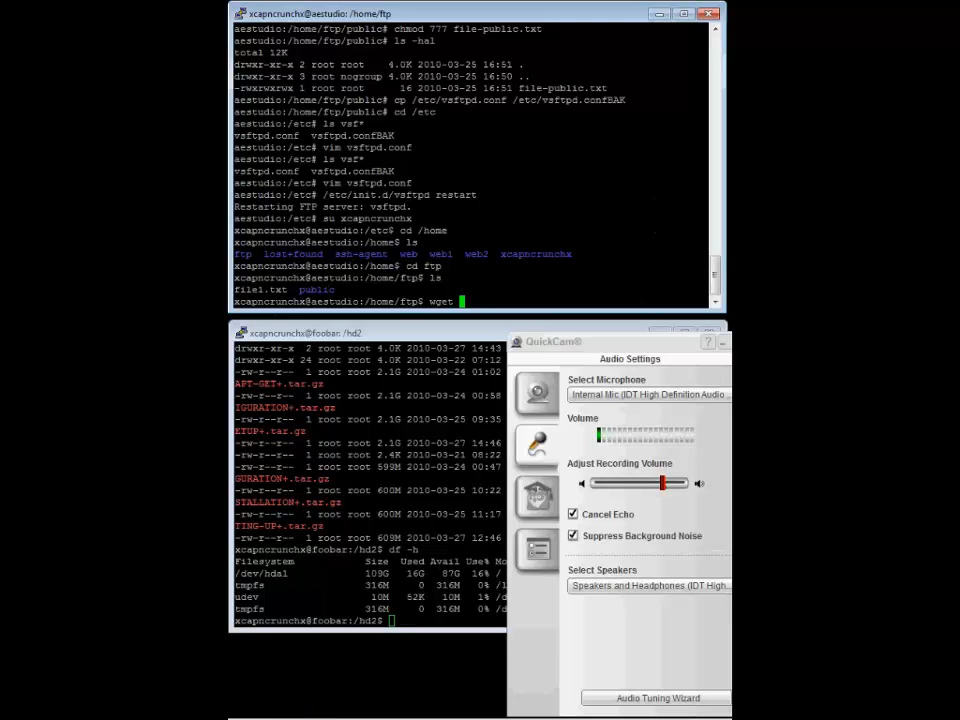 xcapncrunchx@aestudio: /home/ftp
aestudio:/home/ftp/public# chmod 777 file-public.txt
aestudio:/home/ftp/public# ls -hal
total 12K
drwxr-xr-x 2 root root    4.0K 2010-03-25 16:51 .
drwxr-xr-x 3 root nogroup 4.0K 2010-03-25 16:50 ..
-rwxrwxrwx 1 root root      16 2010-03-25 16:51 file-public.txt
aestudio:/home/ftp/public# cp /etc/vsftpd.conf /etc/vsftpd.confBAK
aestudio:/home/ftp/public# cd /etc
aestudio:/etc# ls vsf*
vsftpd.conf  vsftpd.confBAK
aestudio:/etc# vim vsftpd.conf
aestudio:/etc# ls vsf*
vsftpd.conf  vsftpd.confBAK
aestudio:/etc# vim vsftpd.conf
aestudio:/etc# /etc/init.d/vsftpd restart
Restarting FTP server: vsftpd.
aestudio:/etc# su xcapncrunchx
xcapncrunchx@aestudio:/etc$ cd /home
xcapncrunchx@aestudio:/home$ ls
ftp  lost+found  ssh-agent  web  web1  web2  xcapncrunchx
xcapncrunchx@aestudio:/home$ cd ftp
xcapncrunchx@aestudio:/home/ftp$ ls
file1.txt  public
xcapncrunchx@aestudio:/home/ftp$ wget
xcapncrunchx@foobar: /hd2
drwxr-xr-x  2 root root 4.0K 2010-03-27 14:43
drwxr-xr-x 24 root root 4.0K 2010-03-22 07:12
-rw-r--r--  1 root root 2.1G 2010-03-24 01:02
APT-GET+.tar.gz
-rw-r--r--  1 root root 2.1G 2010-03-24 00:58
IGURATION+.tar.gz
-rw-r--r--  1 root root 2.1G 2010-03-25 09:35
ETUP+.tar.gz
-rw-r--r--  1 root root 2.1G 2010-03-27 14:46
-rw-r--r--  1 root root 2.4K 2010-03-21 08:22
-rw-r--r--  1 root root 599M 2010-03-24 00:47
GURATION+.tar.gz
-rw-r--r--  1 root root 600M 2010-03-25 10:22
STALLATION+.tar.gz
-rw-r--r--  1 root root 600M 2010-03-25 11:17
TING-UP+.tar.gz
-rw-r--r--  1 root root 609M 2010-03-27 12:46
xcapncrunchx@foobar:/hd2$ df -h
Filesystem            Size  Used Avail Use% Mo
/dev/hda1             109G   16G   87G  16% /
tmpfs                 316M     0  316M   0% /l
udev                   10M   52K   10M   1% /d
tmpfs                 316M     0  316M   0% /d
xcapncrunchx@foobar:/hd2$
QuickCam®
?
Audio Settings
Select Microphone
Internal Mic (IDT High Definition Audio ...
Volume
Adjust Recording Volume
Cancel Echo
Suppress Background Noise
Select Speakers
Speakers and Headphones (IDT High...
Audio Tuning Wizard